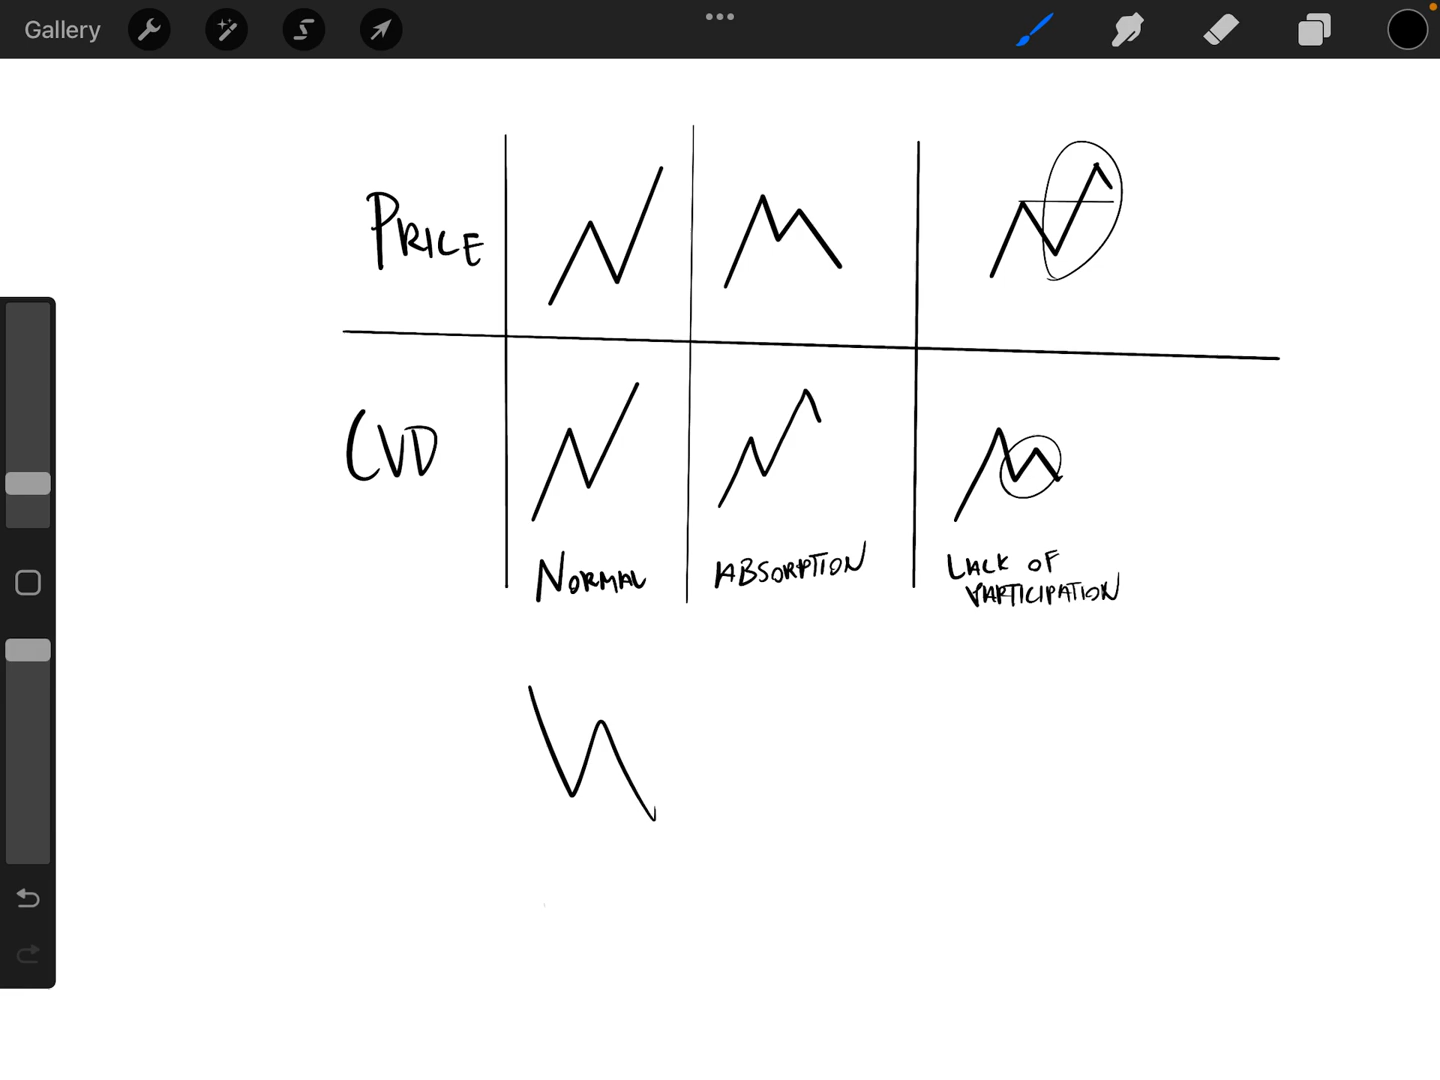 Gallery
PRICE
CVD
NORMAL
ABSORPTION
LACK OF
PARTICIPATION